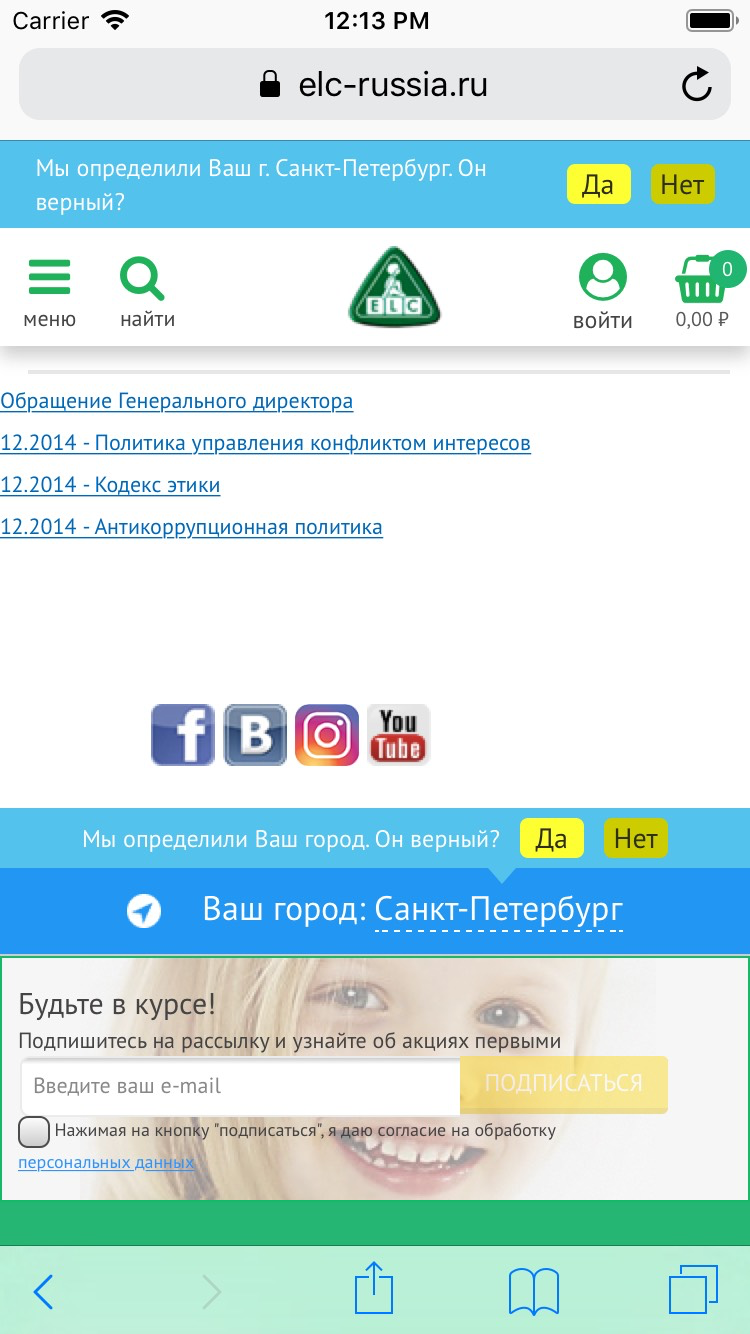 Carrier 12:13 PM
elc-russia.ru
Мы определили Ваш г. Санкт-Петербург. Он
верный?
Да Нет
ELC
0
меню найти войти 0,00 ₽
Обращение Генерального директора
12.2014 - Политика управления конфликтом интересов
12.2014 - Кодекс этики
12.2014 - Антикоррупционная политика
f B You
Tube
Мы определили Ваш город. Он верный? Да Нет
Ваш город: Санкт-Петербург
Будьте в курсе!
Подпишитесь на рассылку и узнайте об акциях первыми
Введите ваш e-mail ПОДПИСАТЬСЯ
Нажимая на кнопку "подписаться", я даю согласие на обработку
персональных данных